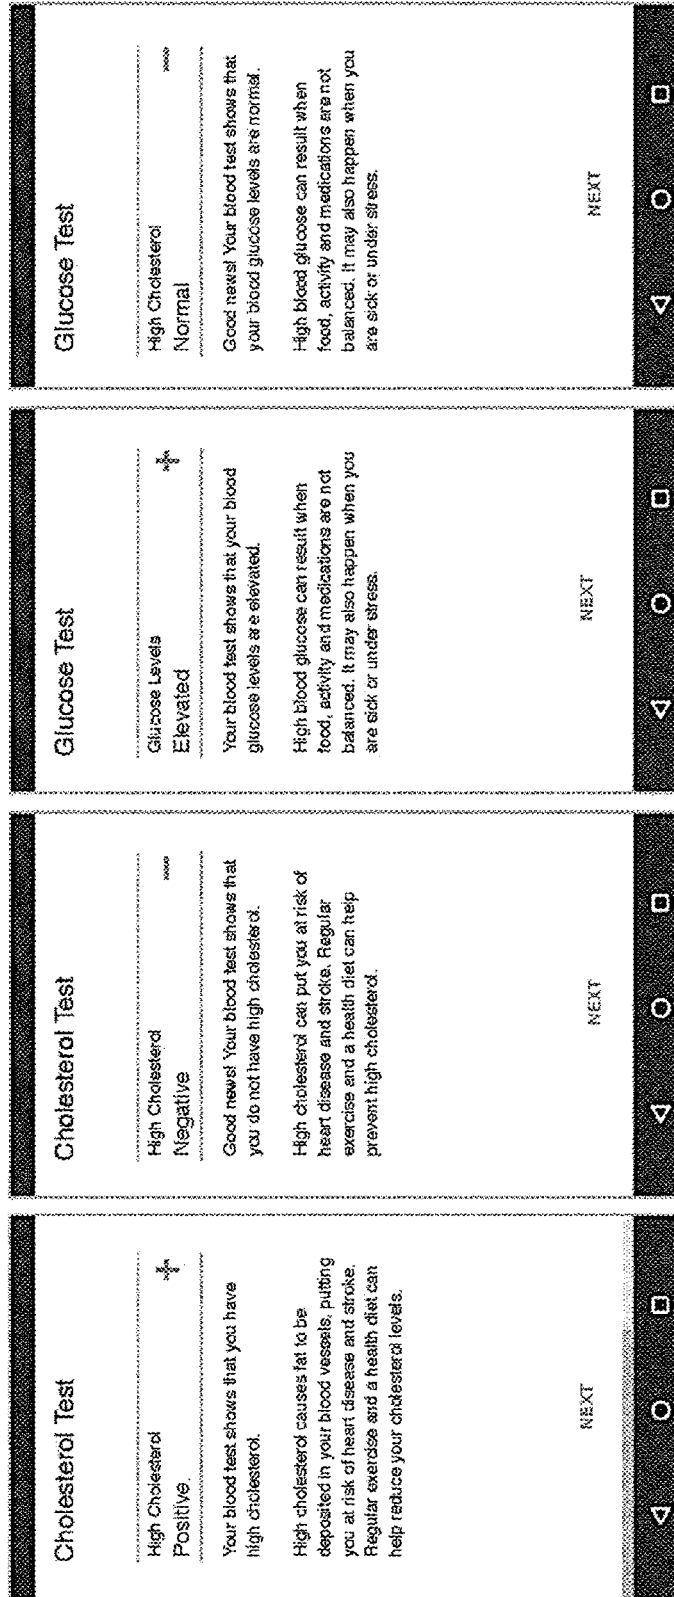 Cholesterol Test
High Cholesterol
Positive
Your blood test shows that you have
high cholesterol.
High cholesterol causes fat to be
deposited in your blood vessels, putting
you at risk of heart disease and stroke.
Regular exercise and a health diet can
help reduce your cholesterol levels.
NEXT
Cholesterol Test
High Cholesterol
Negative
Good news! Your blood test shows that
you do not have high cholesterol.
High cholesterol can put you at risk of
heart disease and stroke. Regular
exercise and a health diet can help
prevent high cholesterol.
NEXT
Glucose Test
Glucose Levels
Elevated
Your blood test shows that your blood
glucose levels are elevated.
High blood glucose can result when
food, activity and medications are not
balanced. It may also happen when you
are sick or under stress.
NEXT
Glucose Test
High Cholesterol
Normal
Good news! Your blood test shows that
your blood glucose levels are normal.
High blood glucose can result when
food, activity and medications are not
balanced. It may also happen when you
are sick or under stress.
NEXT